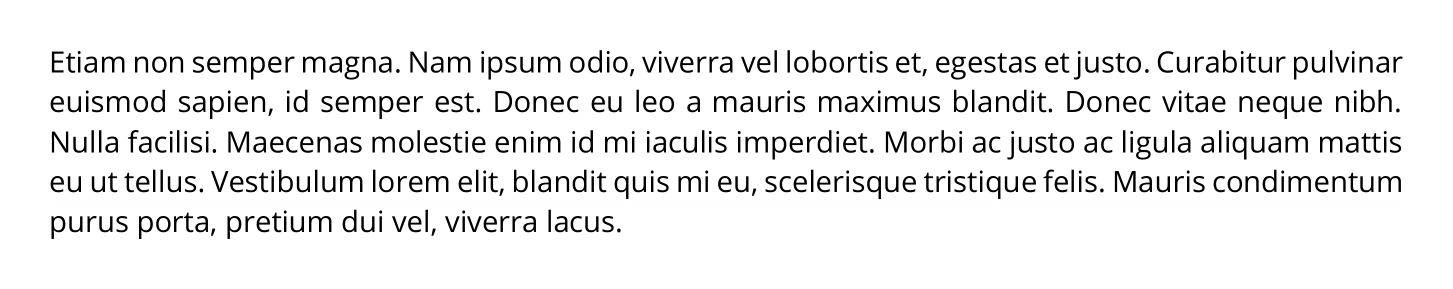 Etiam non semper magna. Nam ipsum odio, viverra vel lobortis et, egestas et justo. Curabitur pulvinar
euismod sapien, id semper est. Donec eu leo a mauris maximus blandit. Donec vitae neque nibh.
Nulla facilisi. Maecenas molestie enim id mi iaculis imperdiet. Morbi ac justo ac ligula aliquam mattis
eu ut tellus. Vestibulum lorem elit, blandit quis mi eu, scelerisque tristique felis. Mauris condimentum
purus porta, pretium dui vel, viverra lacus.